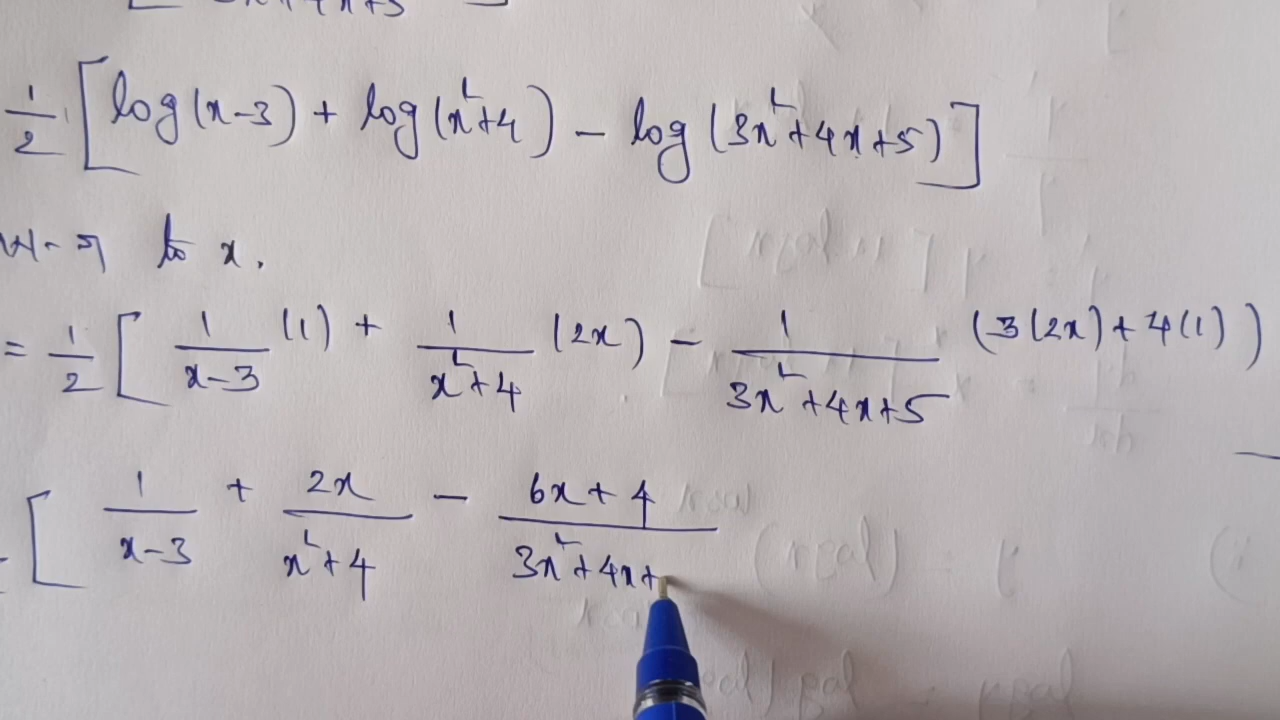 1/2 [log(x-3) + log(x²+4) - log(3x²+4x+5)]
to x.
= 1/2 [ 1/(x-3) (1) + 1/(x²+4) (2x) - 1/(3x²+4x+5) (3(2x)+4(1))
[ 1/(x-3) + 2x/(x²+4) - (6x+4)/(3x²+4x+